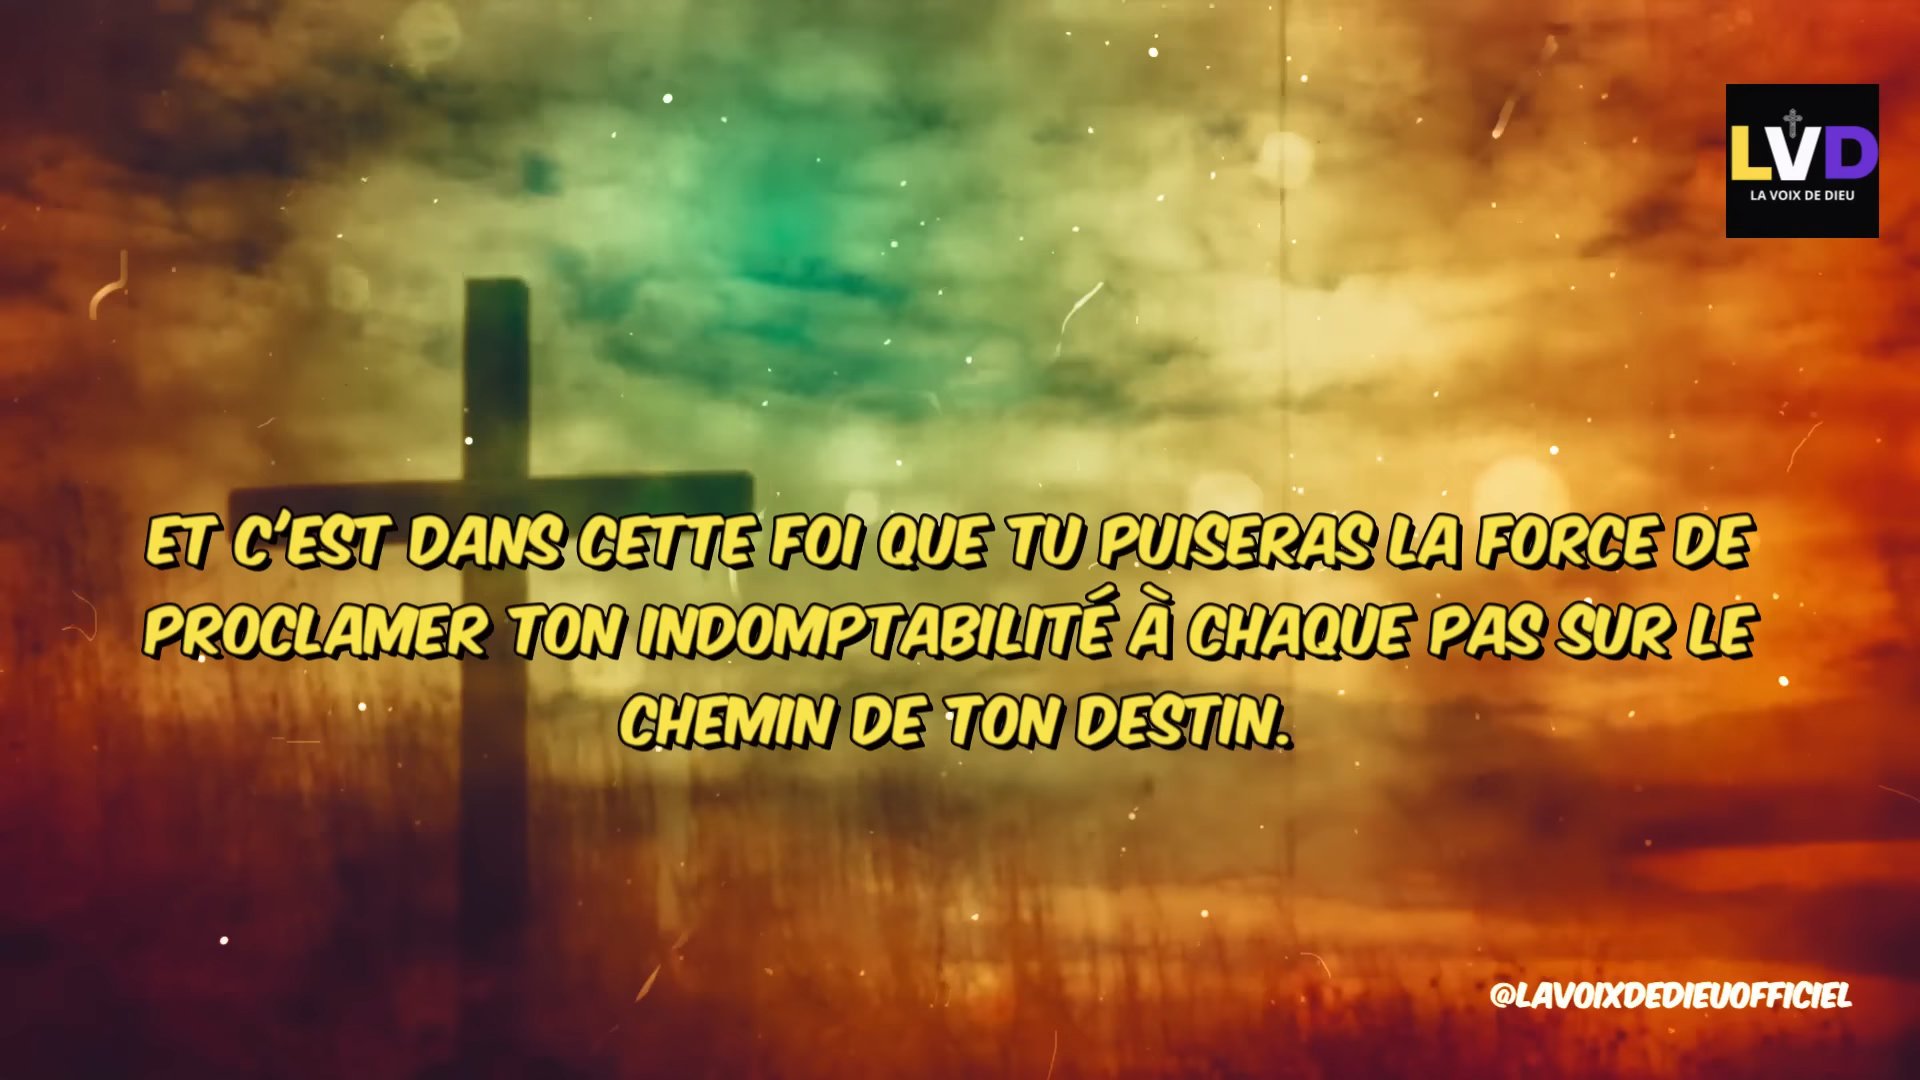 LVD
LA VOIX DE DIEU
ET C'EST DANS CETTE FOI QUE TU PUISERAS LA FORCE DE
PROCLAMER TON INDOMPTABILITÉ À CHAQUE PAS SUR LE
CHEMIN DE TON DESTIN.
@LAVOIXDEDIEUOFFICIEL